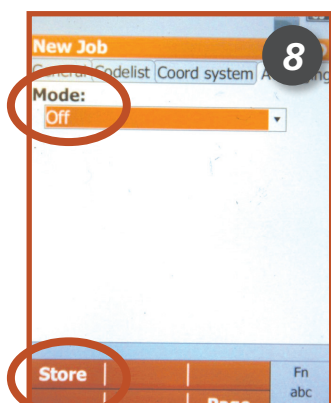 New Job
8
General Codelist Coord system
Mode:
Off
Store
Fn
abc
Page